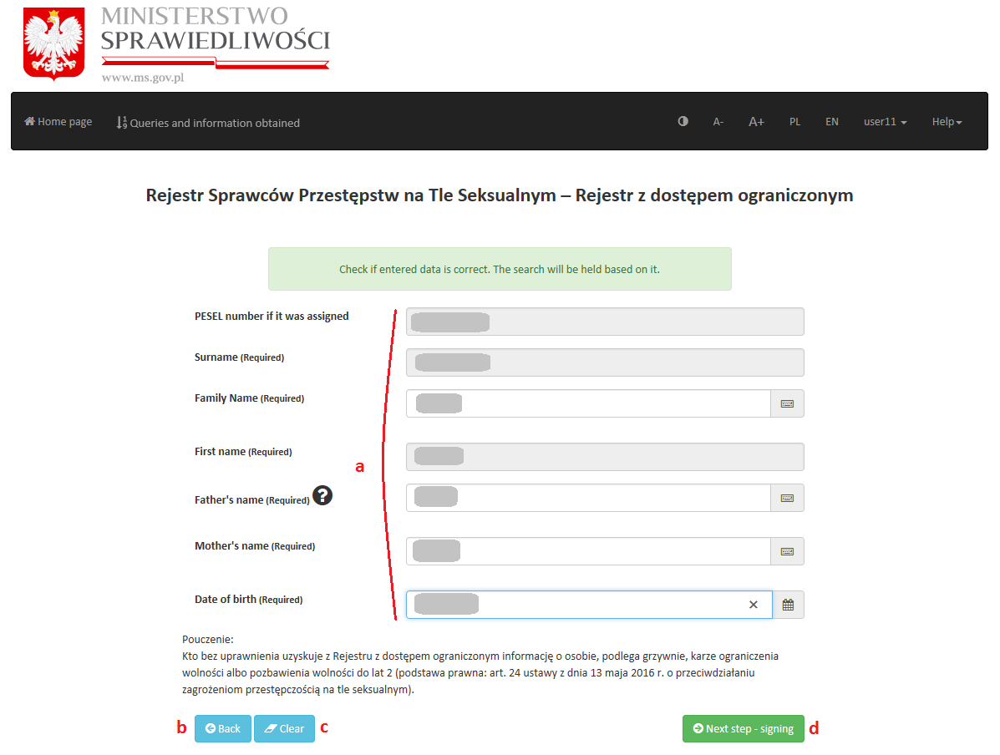 MINISTERSTWO
SPRAWIEDLIWOŚCI
www.ms.gov.pl
Home page
Queries and information obtained
A-
A+
PL
EN
user11
Help
Rejestr Sprawców Przestępstw na Tle Seksualnym – Rejestr z dostępem ograniczonym
Check if entered data is correct. The search will be held based on it.
PESEL number if it was assigned
Surname (Required)
Family Name (Required)
First name (Required)
a
Father's name (Required) ?
Mother's name (Required)
Date of birth (Required)
Pouczenie:
Kto bez uprawnienia uzyskuje z Rejestru z dostępem ograniczonym informację o osobie, podlega grzywnie, karze ograniczenia
wolności albo pozbawienia wolności do lat 2 (podstawa prawna: art. 24 ustawy z dnia 13 maja 2016 r. o przeciwdziałaniu
zagrożeniom przestępczością na tle seksualnym).
b Back Clear c Next step - signing d